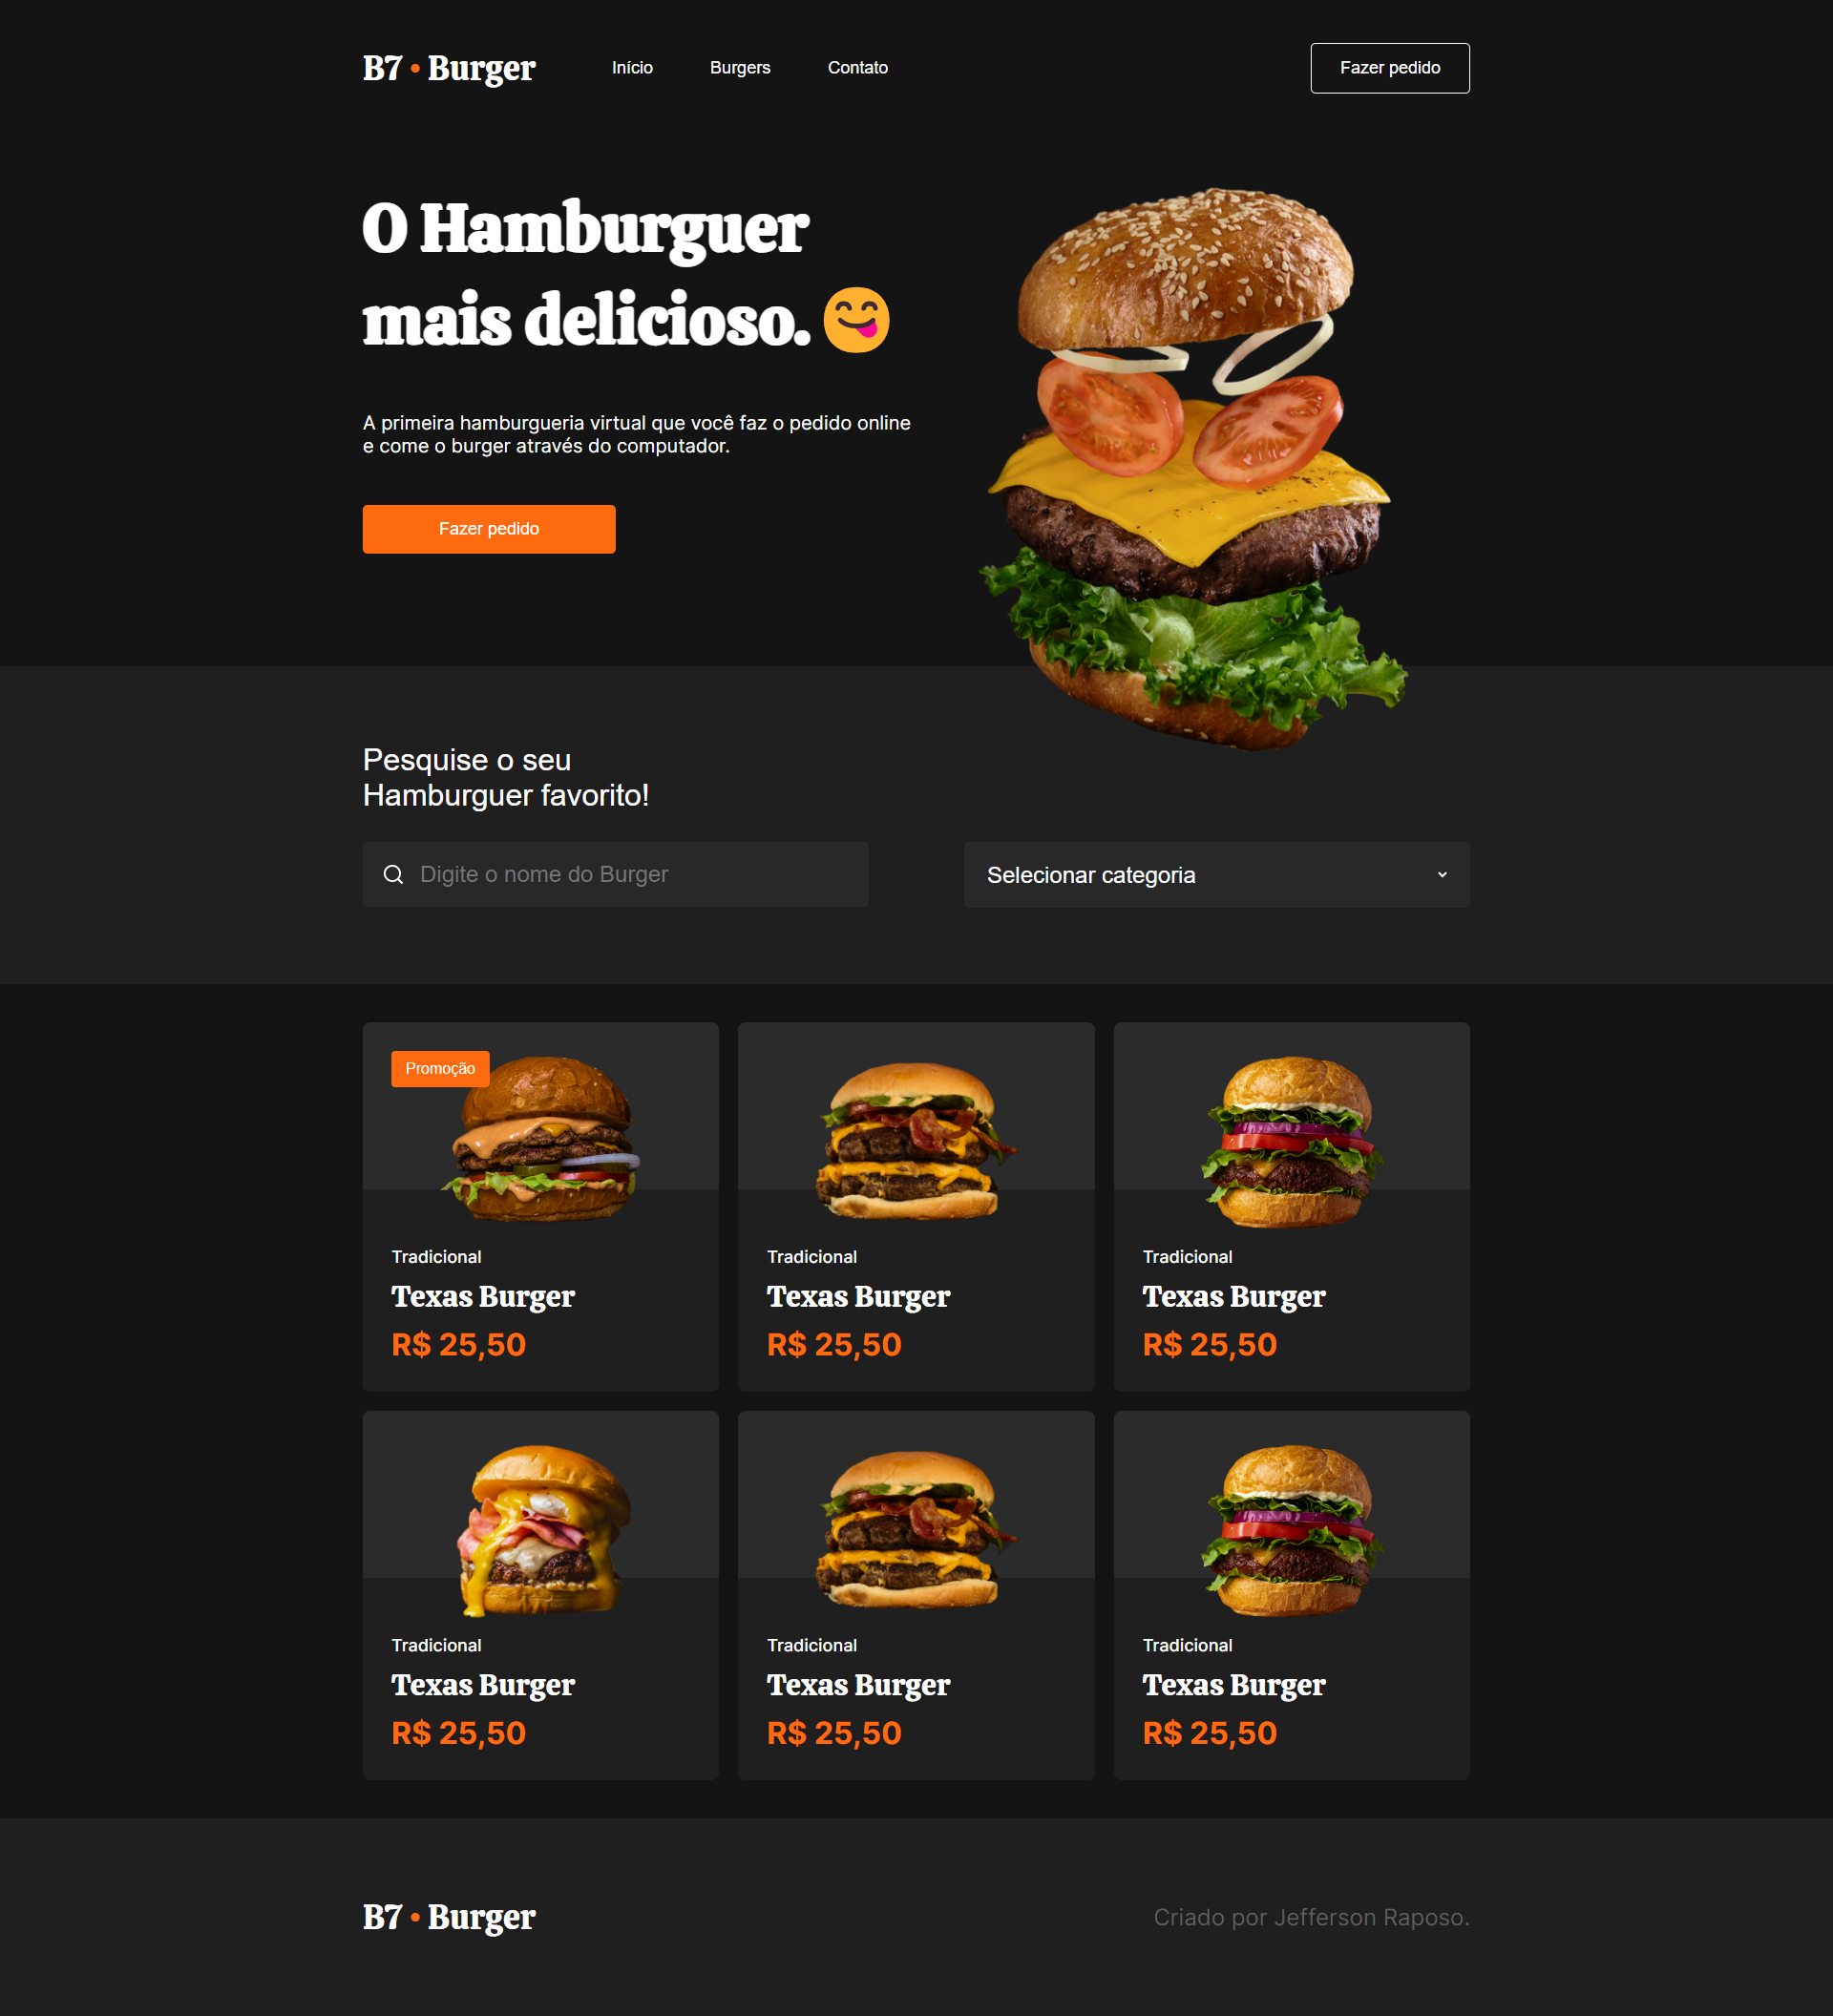 B7 • Burger
Início
Burgers
Contato
Fazer pedido
O Hamburguer
mais delicioso. 😋
A primeira hamburgueria virtual que você faz o pedido online
e come o burger através do computador.
Fazer pedido
Pesquise o seu
Hamburguer favorito!
Digite o nome do Burger
Selecionar categoria
Promoção
Tradicional
Texas Burger
R$ 25,50
Tradicional
Texas Burger
R$ 25,50
Tradicional
Texas Burger
R$ 25,50
Tradicional
Texas Burger
R$ 25,50
Tradicional
Texas Burger
R$ 25,50
Tradicional
Texas Burger
R$ 25,50
B7 • Burger
Criado por Jefferson Raposo.